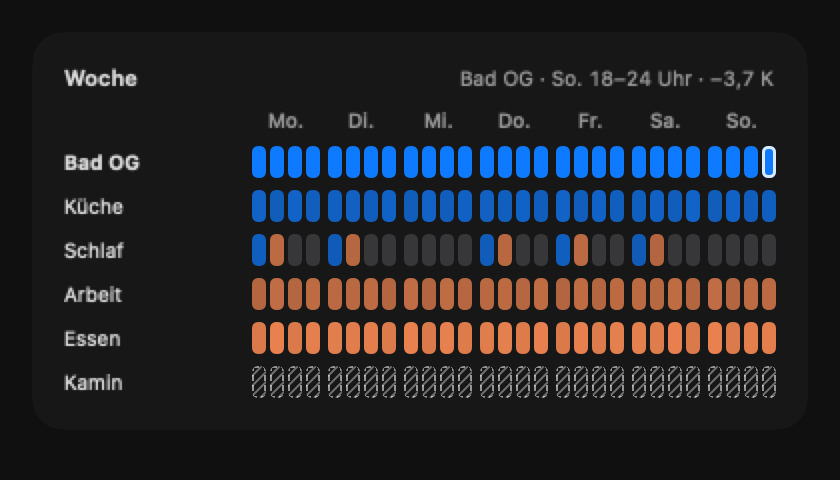 Woche
Bad OG · So. 18–24 Uhr · −3,7 K
Mo. Di. Mi. Do. Fr. Sa. So.
Bad OG
Küche
Schlaf
Arbeit
Essen
Kamin